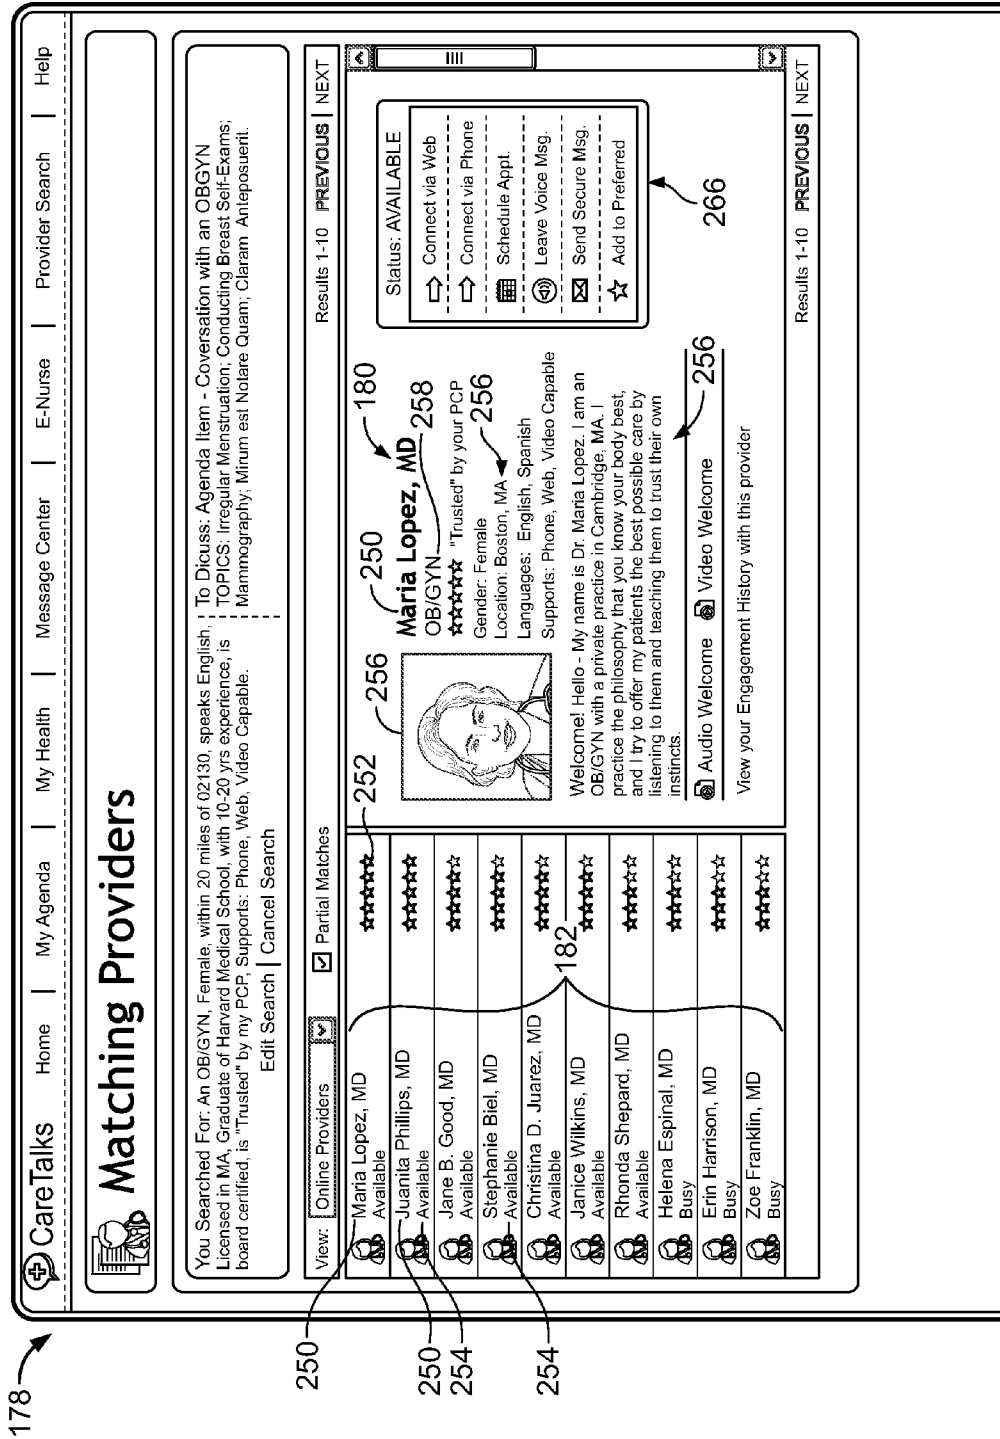 178
CareTalks
Home | My Agenda | My Health | Message Center | E-Nurse | Provider Search | Help
Matching Providers
You Searched For: An OB/GYN, Female, within 20 miles of 02130, speaks English,
Licensed in MA, Graduate of Harvard Medical School, with 10-20 yrs experience, is
board certified, is "Trusted" by my PCP, Supports: Phone, Web, Video Capable.
Edit Search | Cancel Search
To Dicuss: Agenda Item - Coversation with an OBGYN
TOPICS: Irregular Menstruation; Conducting Breast Self-Exams;
Mammography; Mirum est Notare Quam; Claram Anteposuerit.
View: Online Providers
Partial Matches
Results 1-10 PREVIOUS | NEXT
Maria Lopez, MD
Available
Juanita Phillips, MD
Available
Jane B. Good, MD
Available
Stephanie Biel, MD
Available
Christina D. Juarez, MD
Available
Janice Wilkins, MD
Available
Rhonda Shepard, MD
Available
Helena Espinal, MD
Busy
Erin Harrison, MD
Busy
Zoe Franklin, MD
Busy
250
250
254
254
182
252
256
250
180
Maria Lopez, MD
OB/GYN
258
"Trusted" by your PCP
Gender: Female
Location: Boston, MA
256
Languages: English, Spanish
Supports: Phone, Web, Video Capable
Welcome! Hello - My name is Dr. Maria Lopez. I am an
OB/GYN with a private practice in Cambridge, MA. I
practice the philosophy that you know your body best,
and I try to offer my patients the best possible care by
listening to them and teaching them to trust their own
instincts.
Audio Welcome Video Welcome
256
View your Engagement History with this provider
Status: AVAILABLE
Connect via Web
Connect via Phone
Schedule Appt.
Leave Voice Msg.
Send Secure Msg.
Add to Preferred
266
Results 1-10 PREVIOUS | NEXT